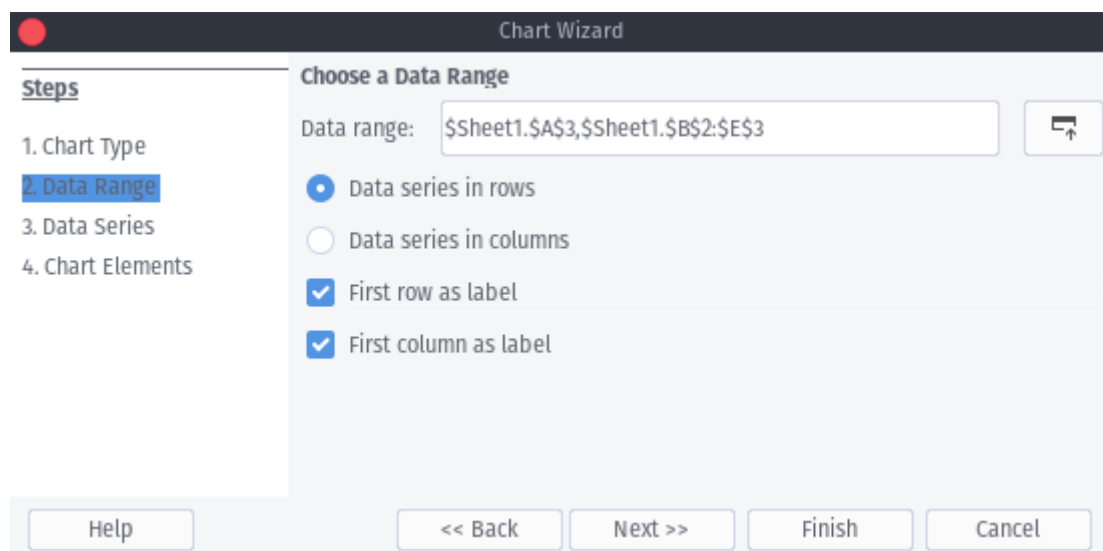 Chart Wizard
Steps
1. Chart Type
2. Data Range
3. Data Series
4. Chart Elements
Choose a Data Range
Data range: $Sheet1.$A$3,$Sheet1.$B$2:$E$3
Data series in rows
Data series in columns
First row as label
First column as label
Help << Back Next >> Finish Cancel